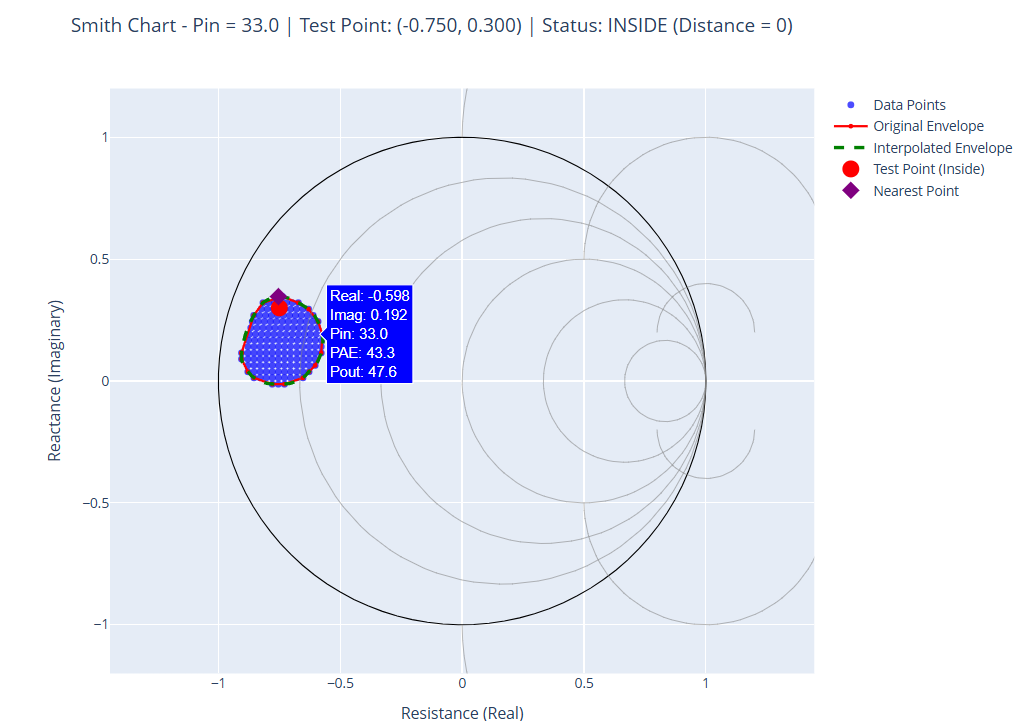 Smith Chart - Pin = 33.0 | Test Point: (-0.750, 0.300) | Status: INSIDE (Distance = 0)
Data Points
Original Envelope
Interpolated Envelope
Test Point (Inside)
Nearest Point
1
0.5
0
−0.5
−1
Reactance (Imaginary)
Real: -0.598
Imag: 0.192
Pin: 33.0
PAE: 43.3
Pout: 47.6
−1
−0.5
0
0.5
1
Resistance (Real)